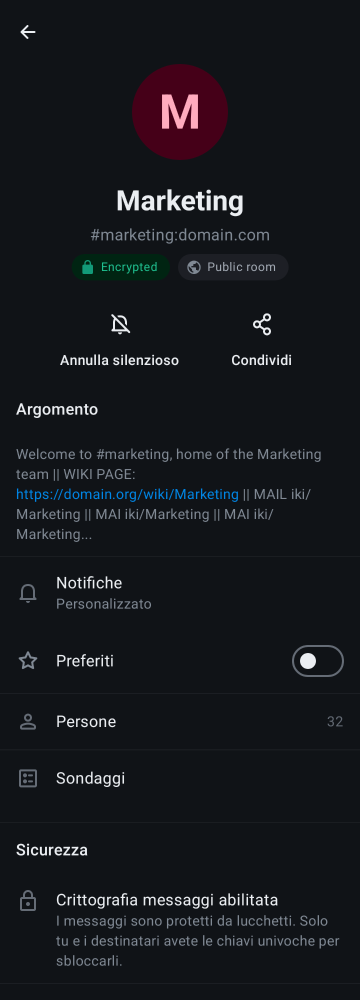 M
Marketing
#marketing:domain.com
Encrypted
Public room
Annulla silenzioso
Condividi
Argomento
Welcome to #marketing, home of the Marketing
team || WIKI PAGE:
https://domain.org/wiki/Marketing || MAIL iki/
Marketing || MAI iki/Marketing || MAI iki/
Marketing...
Notifiche
Personalizzato
Preferiti
Persone
32
Sondaggi
Sicurezza
Crittografia messaggi abilitata
I messaggi sono protetti da lucchetti. Solo
tu e i destinatari avete le chiavi univoche per
sbloccarli.